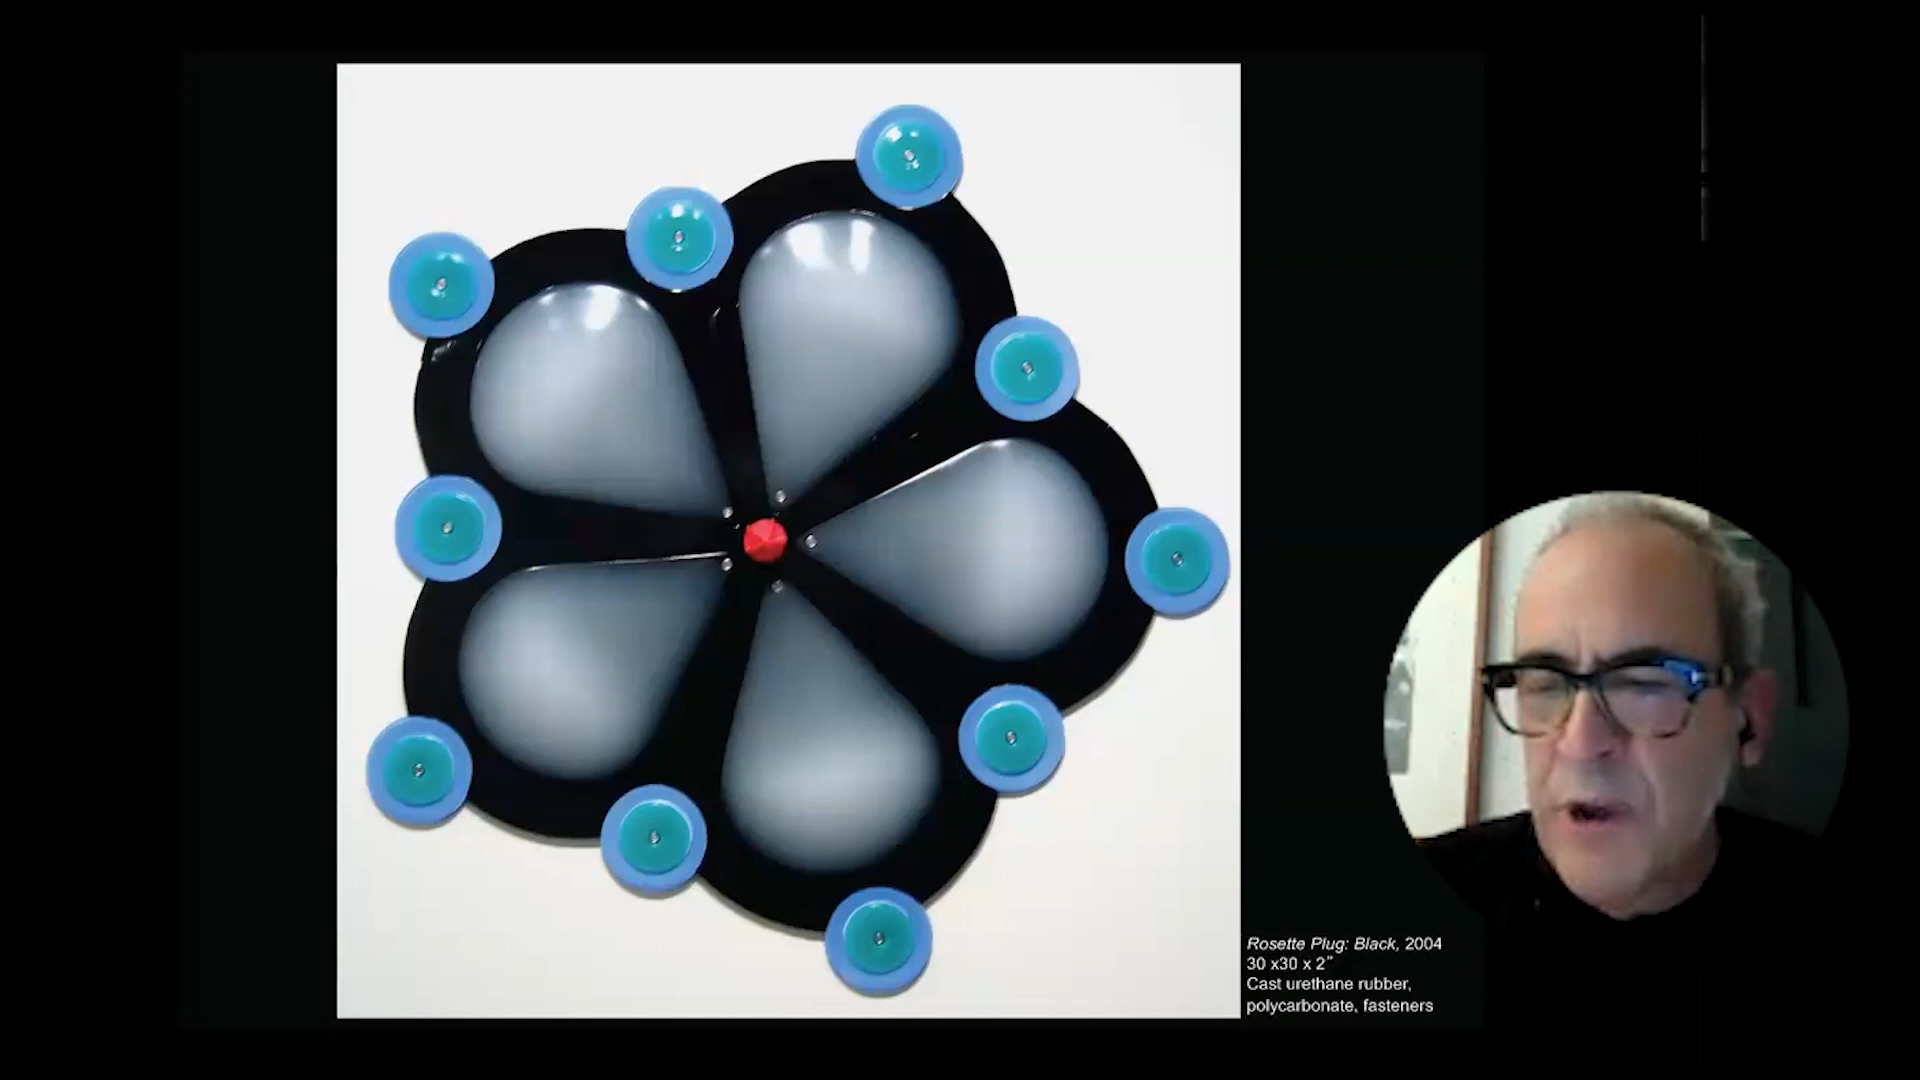 Rosette Plug: Black, 2004
30 x30 x 2”
Cast urethane rubber,
polycarbonate, fasteners